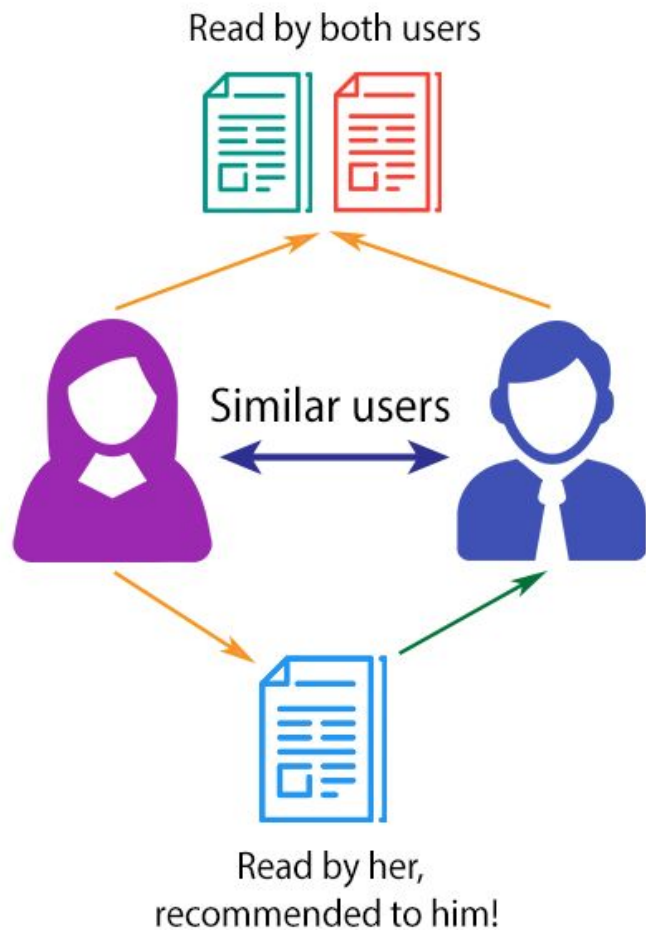 Read by both users
Similar users
Read by her,
recommended to him!